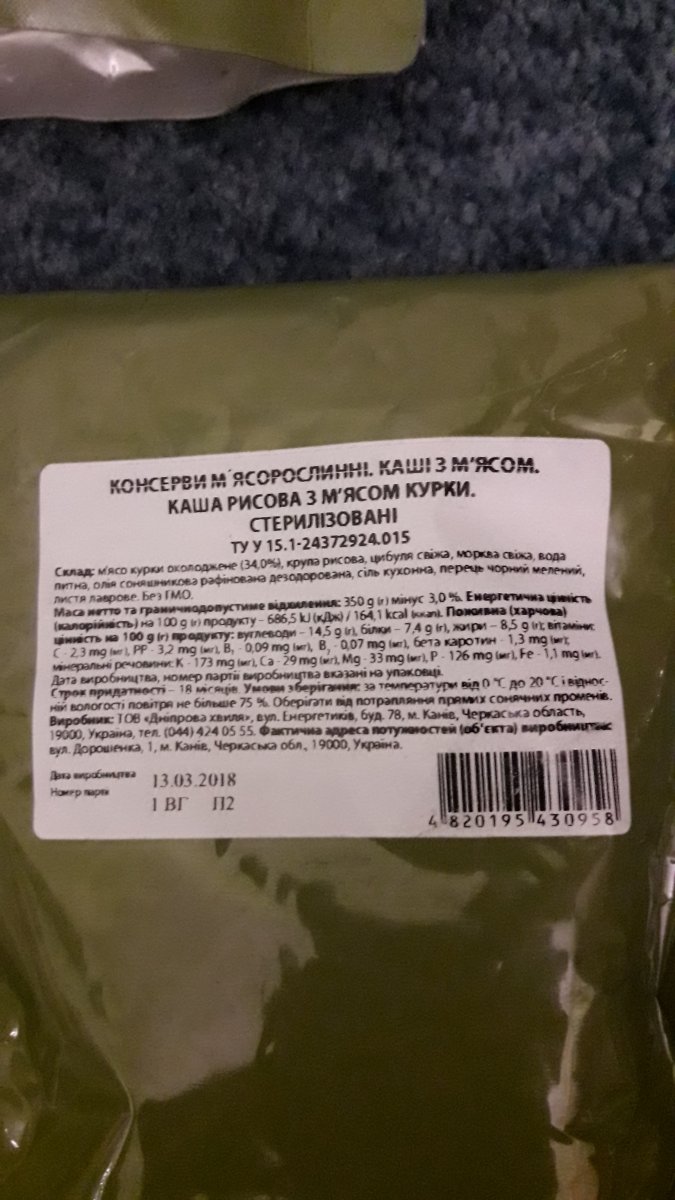 КОНСЕРВИ М´ЯСОРОСЛИННІ. КАШІ З М'ЯСОМ.
КАША РИСОВА З М'ЯСОМ КУРКИ.
СТЕРИЛІЗОВАНІ
ТУ У 15.1-24372924.015
Склад: м'ясо курки охолоджене (34,0%), крупа рисова, цибуля свіжа, морква свіжа, вода
питна, олія соняшникова рафінована дезодорована, сіль кухонна, перець чорний мелений,
листя лаврове. Без ГМО.
Маса нетто та граничнодопустиме відхилення: 350 g (г) мінус 3,0 %. Енергетична цінність
(калорійність) на 100 g (г) продукту – 686,5 kJ (кДж) / 164,1 kcal (ккал). Поживна (харчова)
цінність на 100 g (г) продукту: вуглеводи – 14,5 g (г), білки – 7,4 g (г), жири – 8,5 g (г); вітаміни:
С - 2,3 mg (мг), РР - 3,2 mg (мг), В1 - 0,09 mg (мг), В2 - 0,07 mg (мг), бета каротин - 1,3 mg (мг);
мінеральні речовини: К - 173 mg (мг), Са - 29 mg (мг), Mg - 33 mg (мг), Р - 126 mg (мг), Fe - 1,1 mg (мг).
Дата виробництва, номер партії виробництва вказані на упаковці.
Строк придатності – 18 місяців. Умови зберігання: за температури від 0 °С до 20 °С і віднос-
ній вологості повітря не більше 75 %. Оберігати від потрапляння прямих сонячних променів.
Виробник: ТОВ «Дніпрова хвиля», вул. Енергетиків, буд. 78, м. Канів, Черкаська область,
19000, Україна, тел. (044) 424 05 55. Фактична адреса потужностей (об'єкта) виробництва:
вул. Дорошенка, 1, м. Канів, Черкаська обл., 19000, Україна.
Дата виробництва 13.03.2018
Номер партії 1 ВГ П2
4 820195 430958